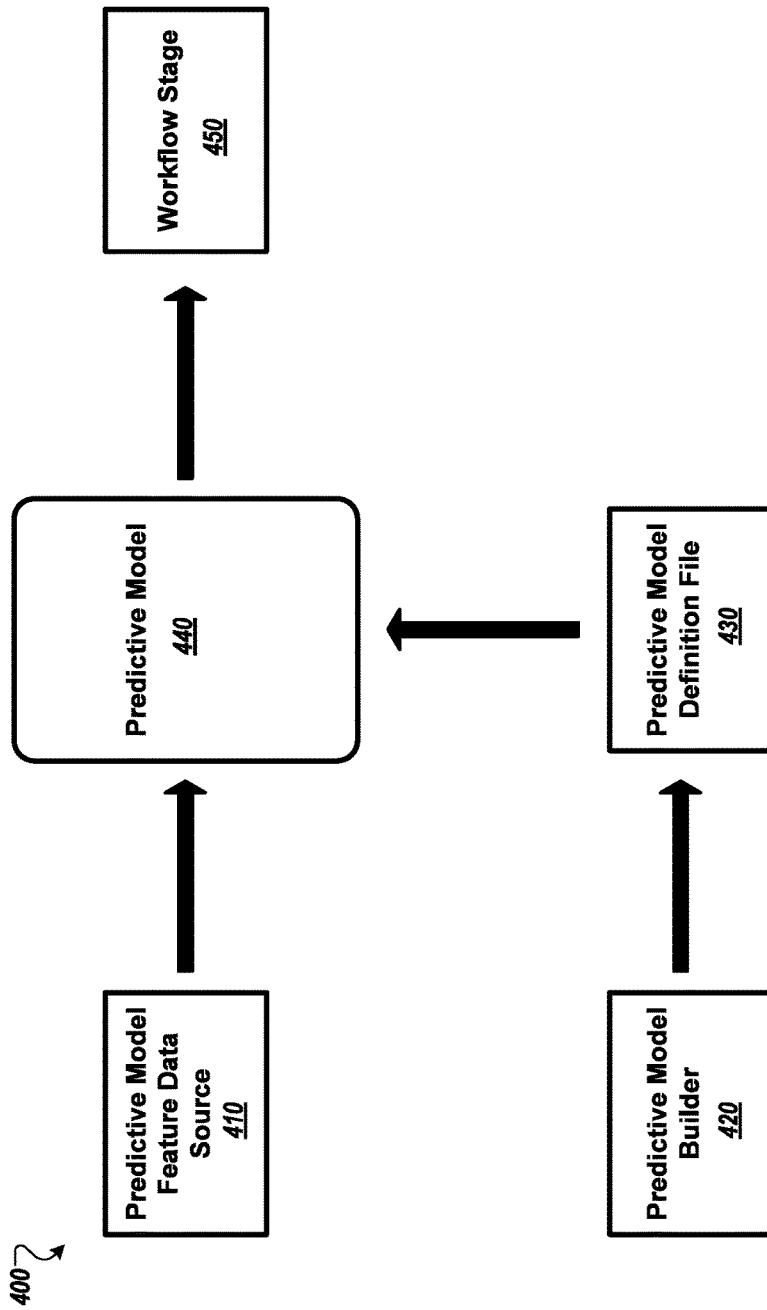 400
Predictive Model
Feature Data
Source
410
Predictive Model
440
Workflow Stage
450
Predictive Model
Builder
420
Predictive Model
Definition File
430